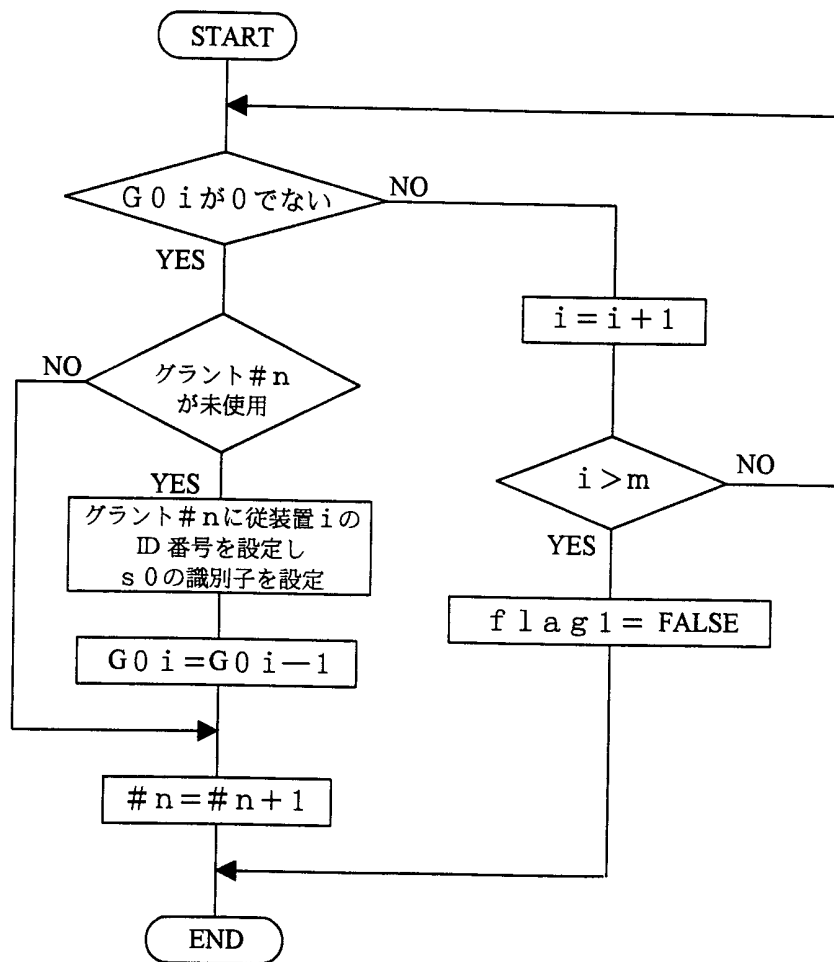 START
G0iが0でない
NO
YES
i=i+1
NO
グラント#n
が未使用
i>m
NO
YES
YES
グラント#nに従装置iの
ID番号を設定し
s0の識別子を設定
flag1= FALSE
G0i=G0i−1
#n=#n+1
END